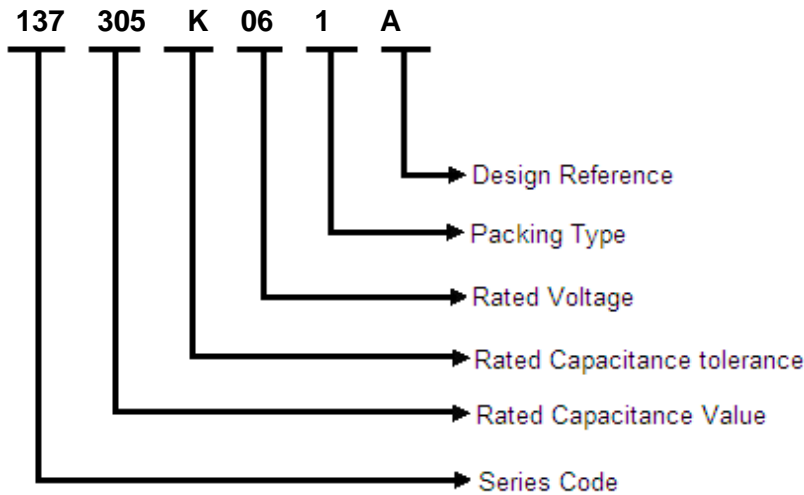 137 305 K 06 1 A
Design Reference
Packing Type
Rated Voltage
Rated Capacitance tolerance
Rated Capacitance Value
Series Code